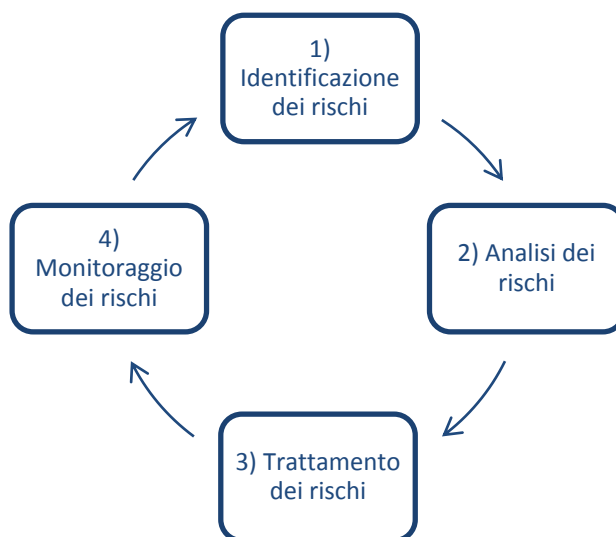 1)
Identificazione
dei rischi
2) Analisi dei
rischi
3) Trattamento
dei rischi
4)
Monitoraggio
dei rischi